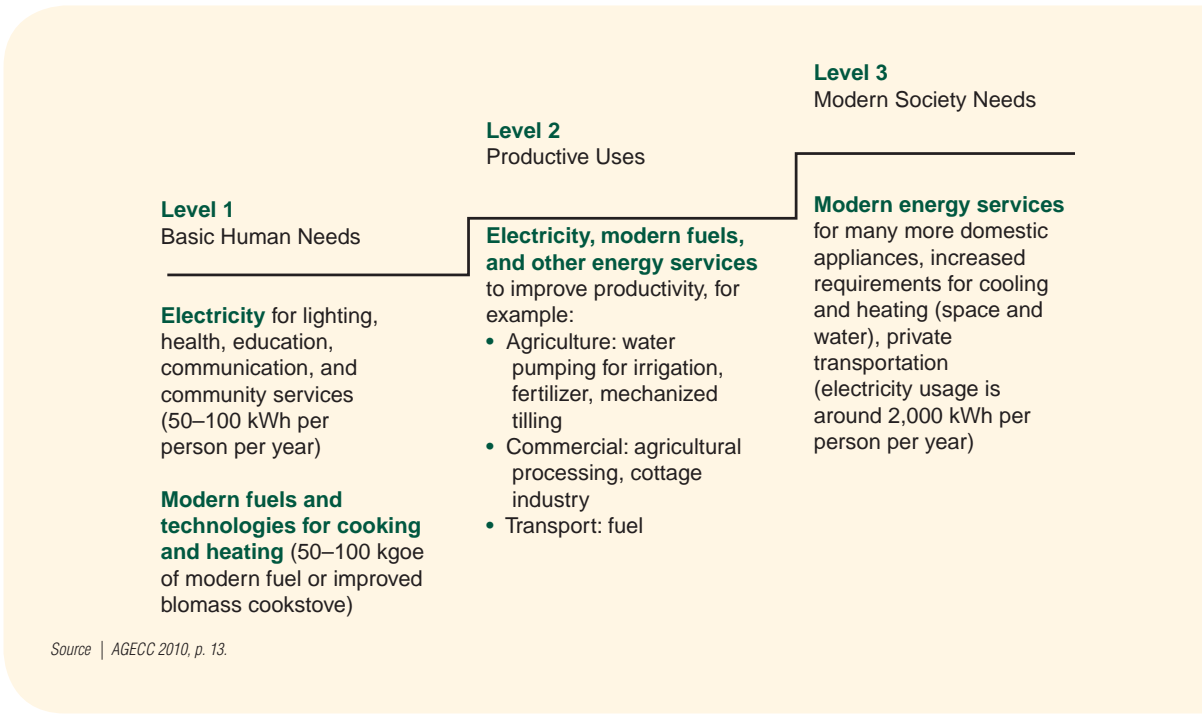 Level 1
Basic Human Needs
Electricity for lighting,
health, education,
communication, and
community services
(50–100 kWh per
person per year)
Modern fuels and
technologies for cooking
and heating (50–100 kgoe
of modern fuel or improved
blomass cookstove)
Level 2
Productive Uses
Electricity, modern fuels,
and other energy services
to improve productivity, for
example:
• Agriculture: water
pumping for irrigation,
fertilizer, mechanized
tilling
• Commercial: agricultural
processing, cottage
industry
• Transport: fuel
Level 3
Modern Society Needs
Modern energy services
for many more domestic
appliances, increased
requirements for cooling
and heating (space and
water), private
transportation
(electricity usage is
around 2,000 kWh per
person per year)
Source | AGECC 2010, p. 13.